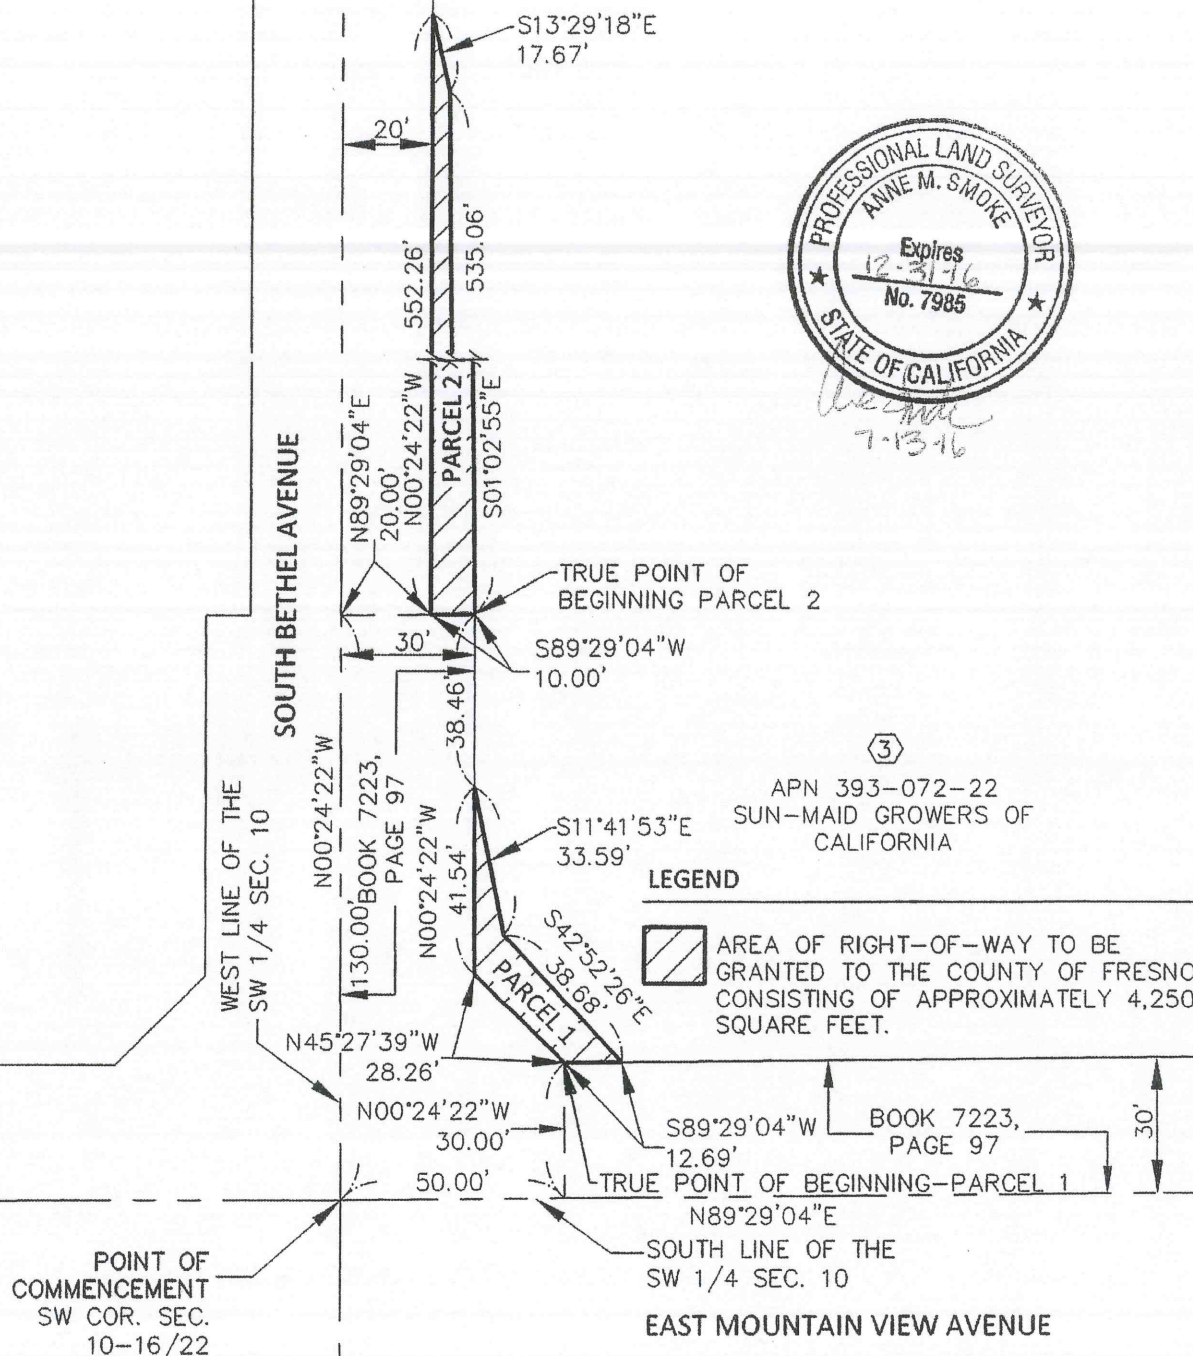 S13°29'18"E
17.67'
20'
552.26'
535.06'
PROFESSIONAL LAND SURVEYOR
ANNE M. SMOKE
Expires
12-31-16
No. 7985
STATE OF CALIFORNIA
7-13-16
N89°29'04"E
20.00'
N00°24'22"W
PARCEL 2
S01°02'55"E
SOUTH BETHEL AVENUE
TRUE POINT OF
BEGINNING PARCEL 2
30'
S89°29'04"W
10.00'
38.46'
N00°24'22"W
130.00'
BOOK 7223,
PAGE 97
WEST LINE OF THE
SW 1/4 SEC. 10
N00°24'22"W
41.54'
S11°41'53"E
33.59'
3
APN 393-072-22
SUN-MAID GROWERS OF
CALIFORNIA
LEGEND
AREA OF RIGHT-OF-WAY TO BE
GRANTED TO THE COUNTY OF FRESNO
CONSISTING OF APPROXIMATELY 4,250
SQUARE FEET.
S42°52'26"E
38.68'
PARCEL 1
N45°27'39"W
28.26'
N00°24'22"W
30.00'
S89°29'04"W
12.69'
BOOK 7223,
PAGE 97
30'
50.00'
TRUE POINT OF BEGINNING-PARCEL 1
N89°29'04"E
SOUTH LINE OF THE
SW 1/4 SEC. 10
POINT OF
COMMENCEMENT
SW COR. SEC.
10-16/22
EAST MOUNTAIN VIEW AVENUE